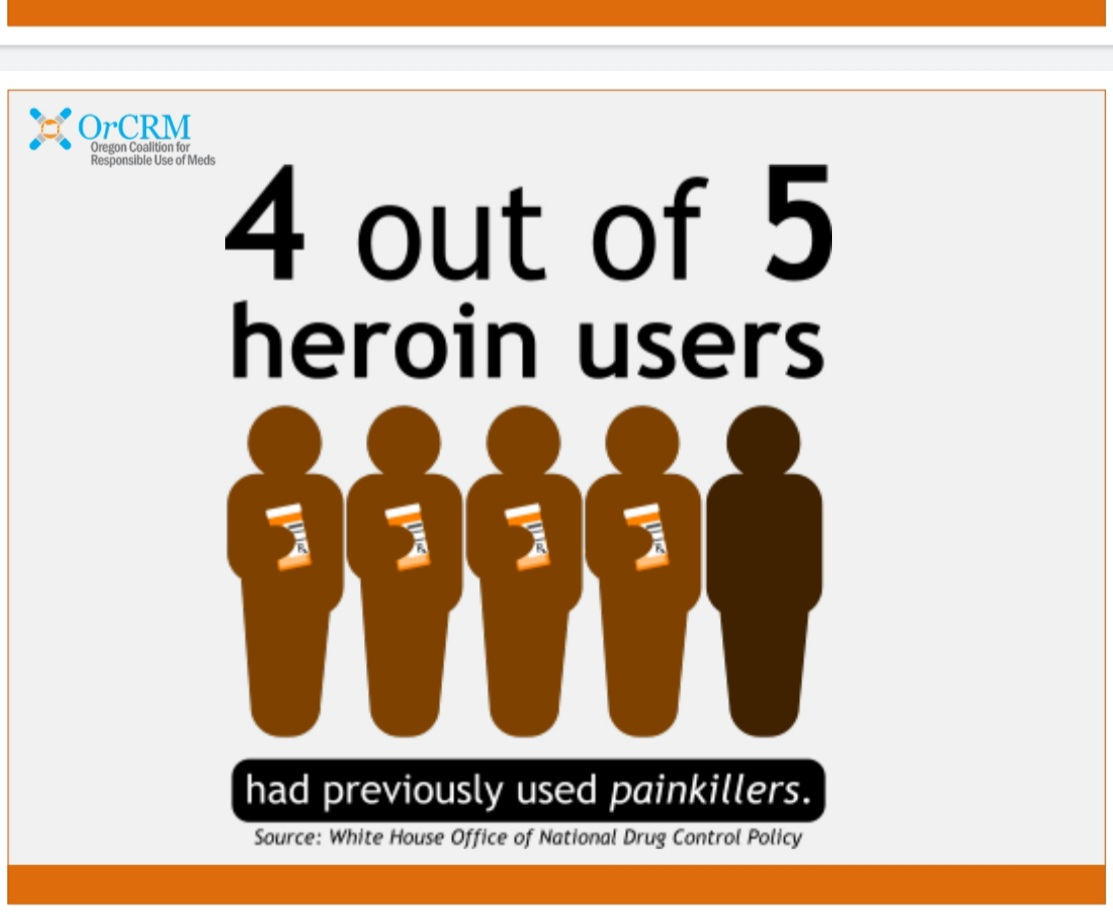 OrCRM
Oregon Coalition for
Responsible Use of Meds
4 out of 5
heroin users
had previously used painkillers.
Source: White House Office of National Drug Control Policy